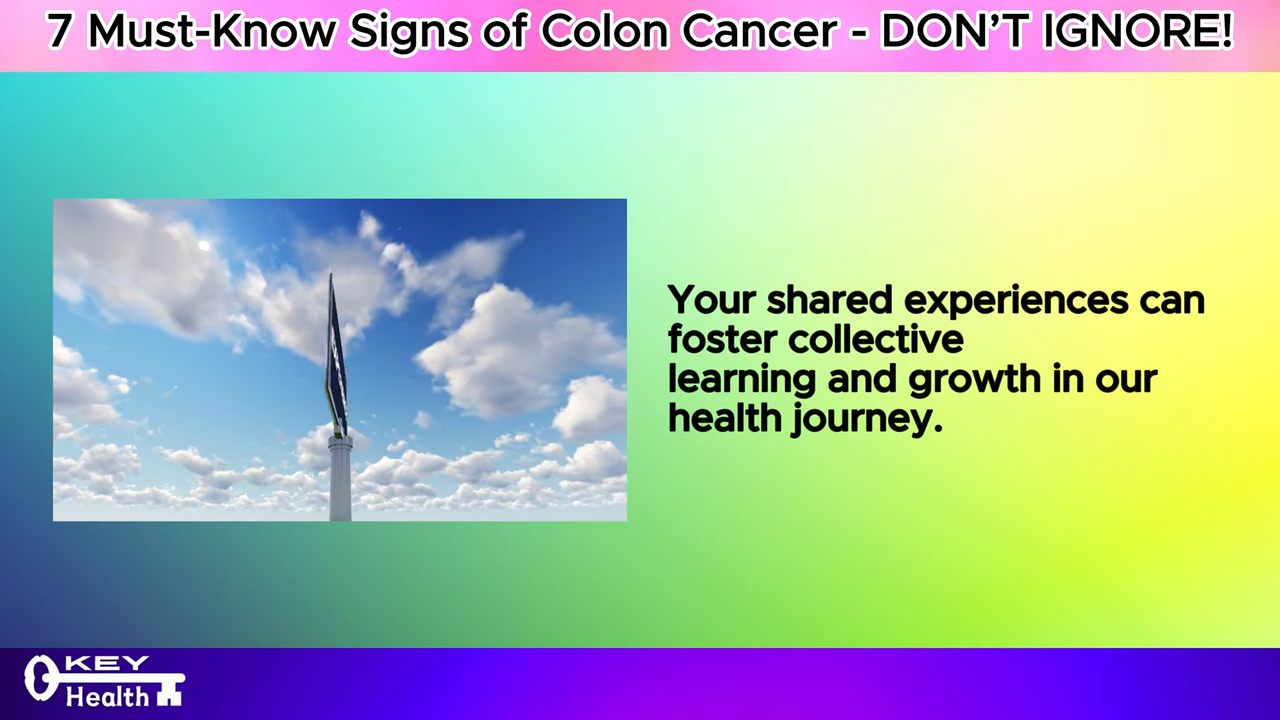 7 Must-Know Signs of Colon Cancer - DON’T IGNORE!
Your shared experiences can
foster collective
learning and growth in our
health journey.
KEY
Health